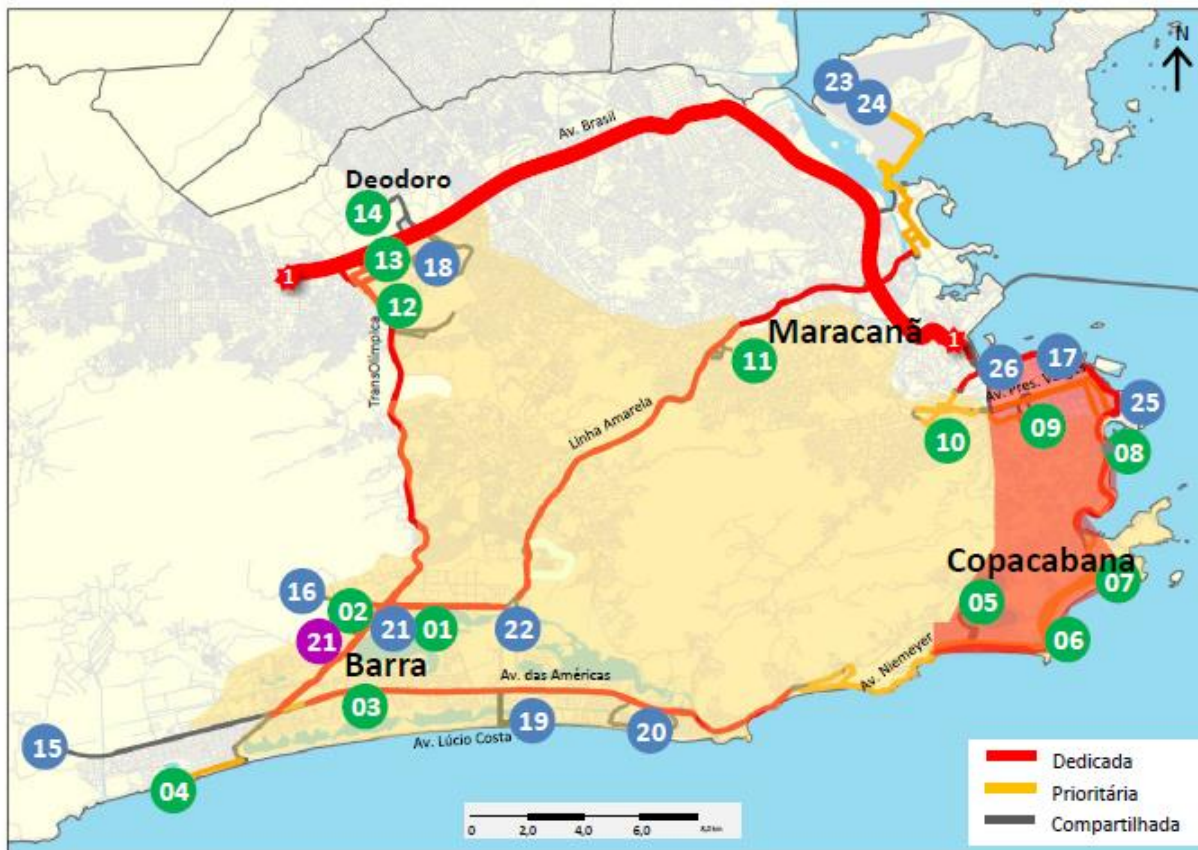 N
23
24
Av. Brasil
Deodoro
14
13
18
1
12
TransOlímpica
Maracanã
1
11
26
17
Av. Pres. V
25
Linha Amarela
10
09
08
Copacabana
07
05
06
16
02
21
21
01
22
Barra
Av. Niemeyer
Av. das Américas
03
19
20
Av. Lúcio Costa
15
04
0 2,0 4,0 6,0 8,0 km
Dedicada
Prioritária
Compartilhada